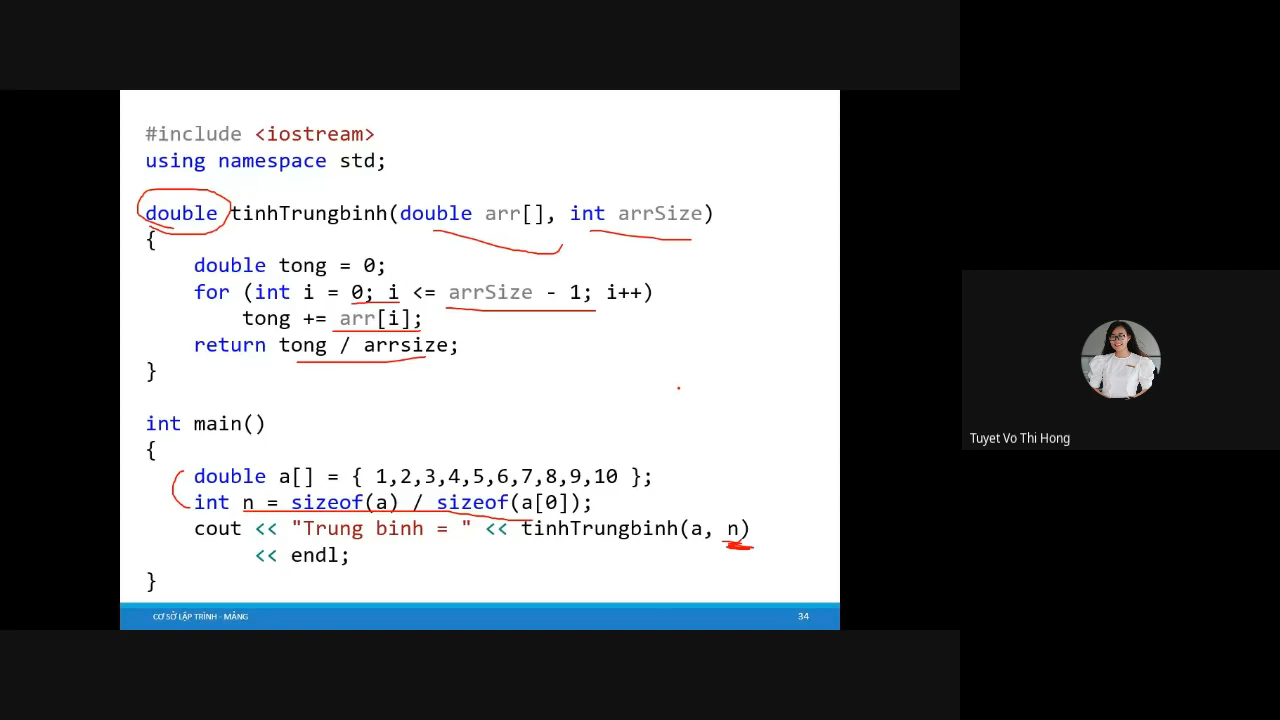 #include <iostream>
using namespace std;
double tinhTrungbinh(double arr[], int arrSize)
{
double tong = 0;
for (int i = 0; i <= arrSize - 1; i++)
tong += arr[i];
return tong / arrsize;
}
int main()
{
double a[] = { 1,2,3,4,5,6,7,8,9,10 };
int n = sizeof(a) / sizeof(a[0]);
cout << "Trung binh = " << tinhTrungbinh(a, n)
<< endl;
}
CƠ SỞ LẬP TRÌNH - MẢNG
34
Tuyet Vo Thi Hong